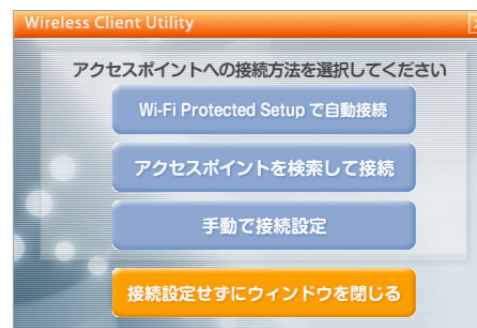 Wireless Client Utility
アクセスポイントへの接続方法を選択してください
Wi-Fi Protected Setup で自動接続
アクセスポイントを検索して接続
手動で接続設定
接続設定せずにウィンドウを閉じる